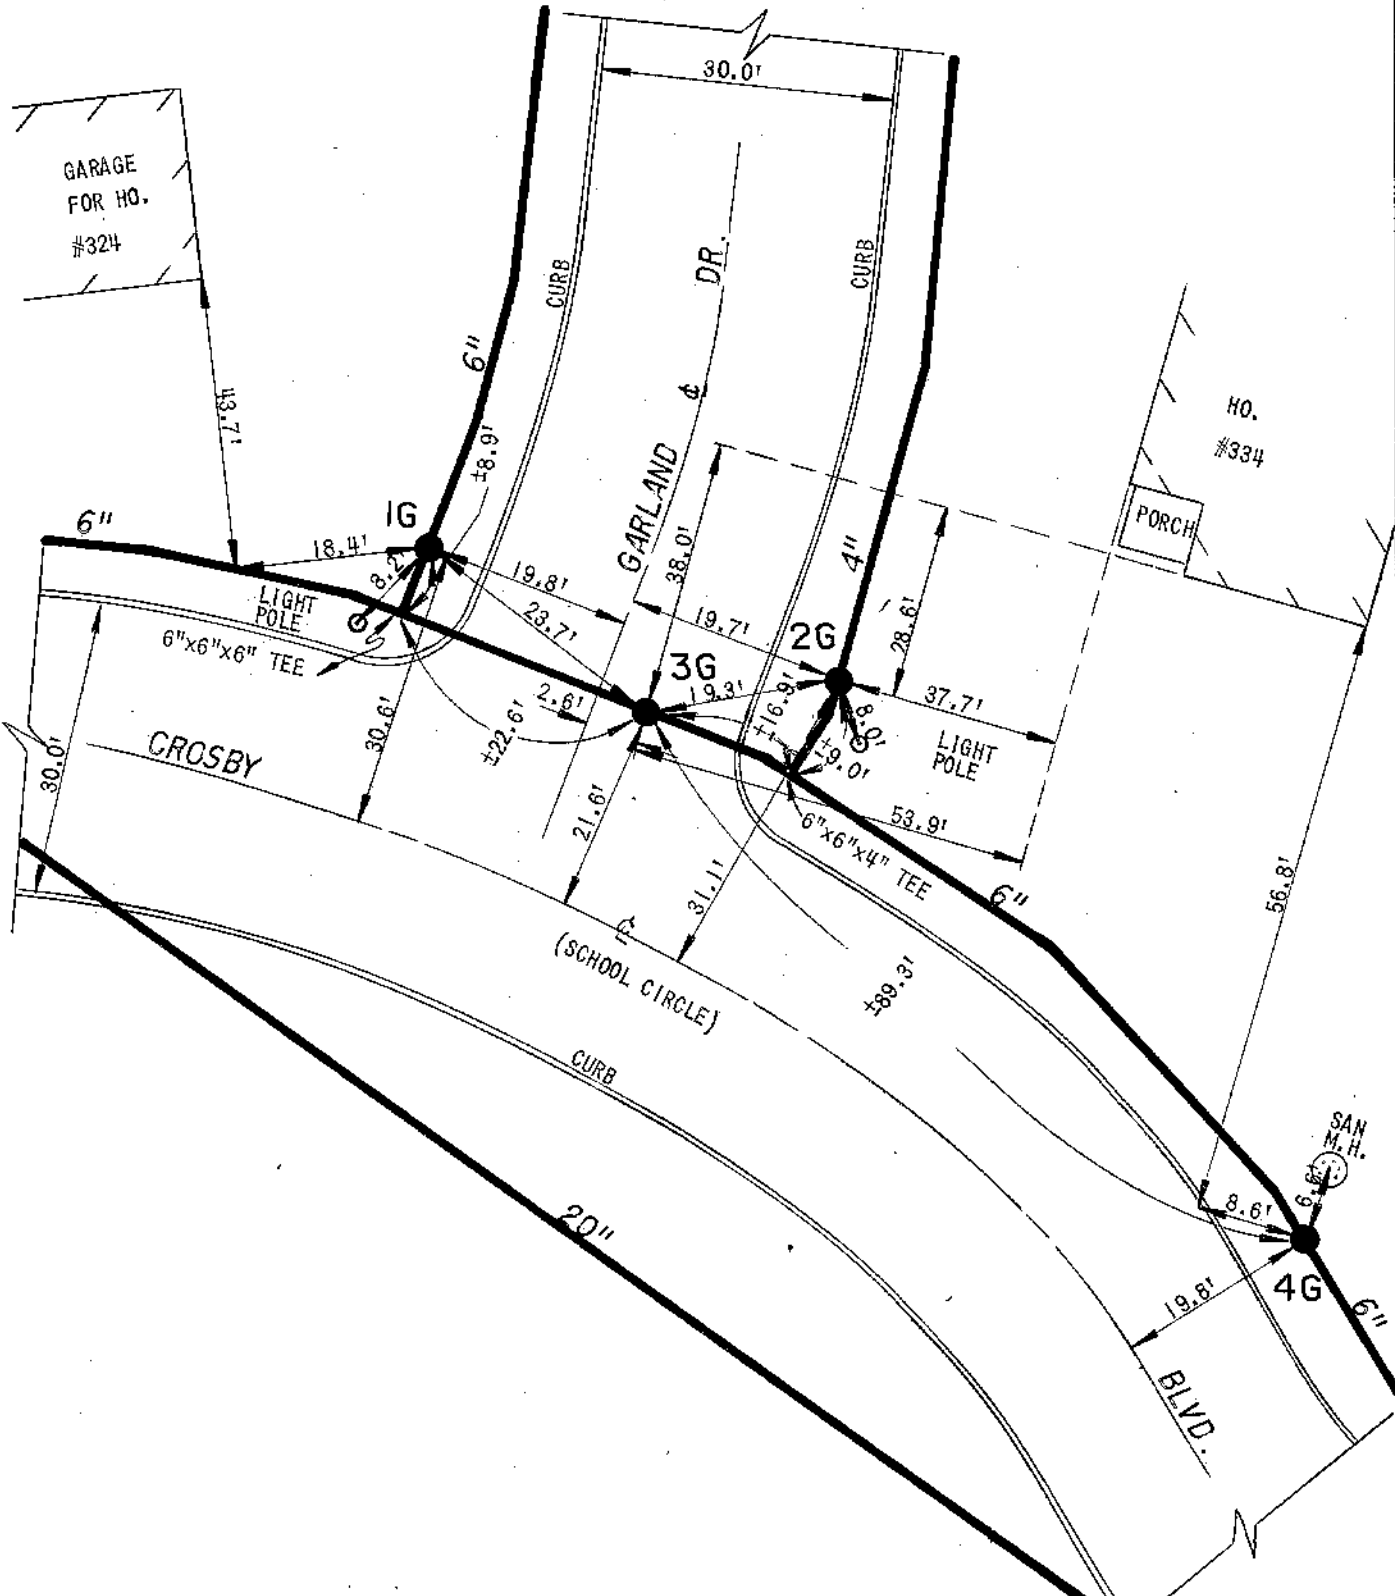 30.0'
GARAGE
FOR HO.
#324
CURB
DR.
CURB
6"
℄
43.7'
HO.
#334
±8.9'
GARLAND
1G
6"
PORCH
38.0'
4"
18.4'
8.2'
19.8'
LIGHT
POLE
23.7'
19.7'
28.6'
2G
6"x6"x6" TEE
3G
19.3'
37.7'
2.6'
±16.9'
8.0'
LIGHT
POLE
30.6'
±22.6'
±9.0'
CROSBY
30.0'
21.6'
53.9'
6"x6"x4" TEE
6"
31.1'
56.8'
℄
(SCHOOL CIRCLE)
±89.3'
CURB
SAN
M.H.
6.6'
8.6'
20"
4G
19.8'
6"
BLVD.